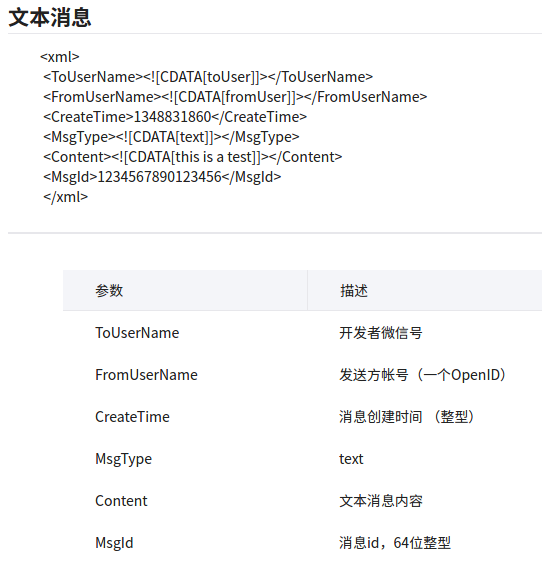 文本消息
<xml>
<ToUserName><![CDATA[toUser]]></ToUserName>
<FromUserName><![CDATA[fromUser]]></FromUserName>
<CreateTime>1348831860</CreateTime>
<MsgType><![CDATA[text]]></MsgType>
<Content><![CDATA[this is a test]]></Content>
<MsgId>1234567890123456</MsgId>
</xml>
参数 描述
ToUserName 开发者微信号
FromUserName 发送方帐号（一个OpenID）
CreateTime 消息创建时间 （整型）
MsgType text
Content 文本消息内容
MsgId 消息id，64位整型